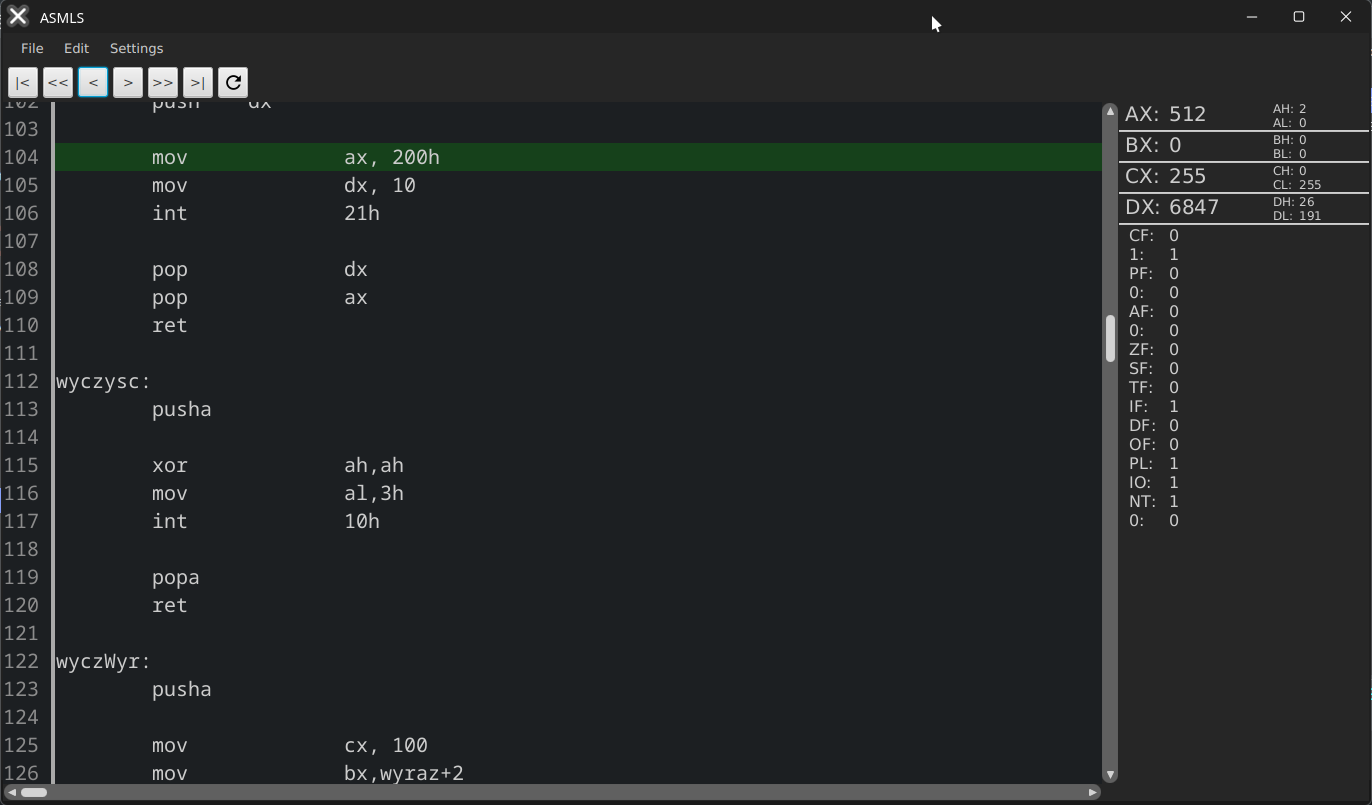 ASMLS
File Edit Settings
|< << < > >> >|
102 push dx
103
104 mov ax, 200h
105 mov dx, 10
106 int 21h
107
108 pop dx
109 pop ax
110 ret
111
112 wyczysc:
113 pusha
114
115 xor ah,ah
116 mov al,3h
117 int 10h
118
119 popa
120 ret
121
122 wyczWyr:
123 pusha
124
125 mov cx, 100
126 mov bx,wyraz+2
AX: 512 AH: 2
AL: 0
BX: 0 BH: 0
BL: 0
CX: 255 CH: 0
CL: 255
DX: 6847 DH: 26
DL: 191
CF: 0
1: 1
PF: 0
0: 0
AF: 0
0: 0
ZF: 0
SF: 0
TF: 0
IF: 1
DF: 0
OF: 0
PL: 1
IO: 1
NT: 1
0: 0